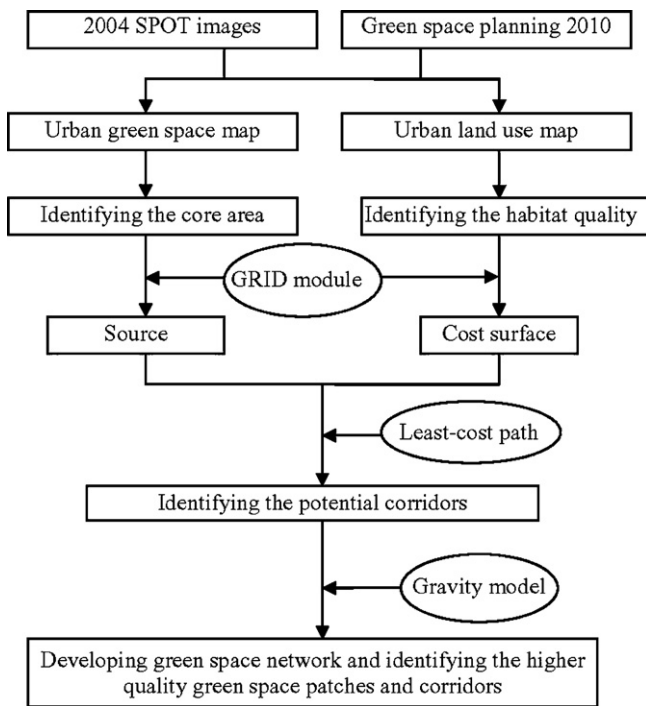 2004 SPOT images
Green space planning 2010
Urban green space map
Urban land use map
Identifying the core area
Identifying the habitat quality
GRID module
Source
Cost surface
Least-cost path
Identifying the potential corridors
Gravity model
Developing green space network and identifying the higher
quality green space patches and corridors